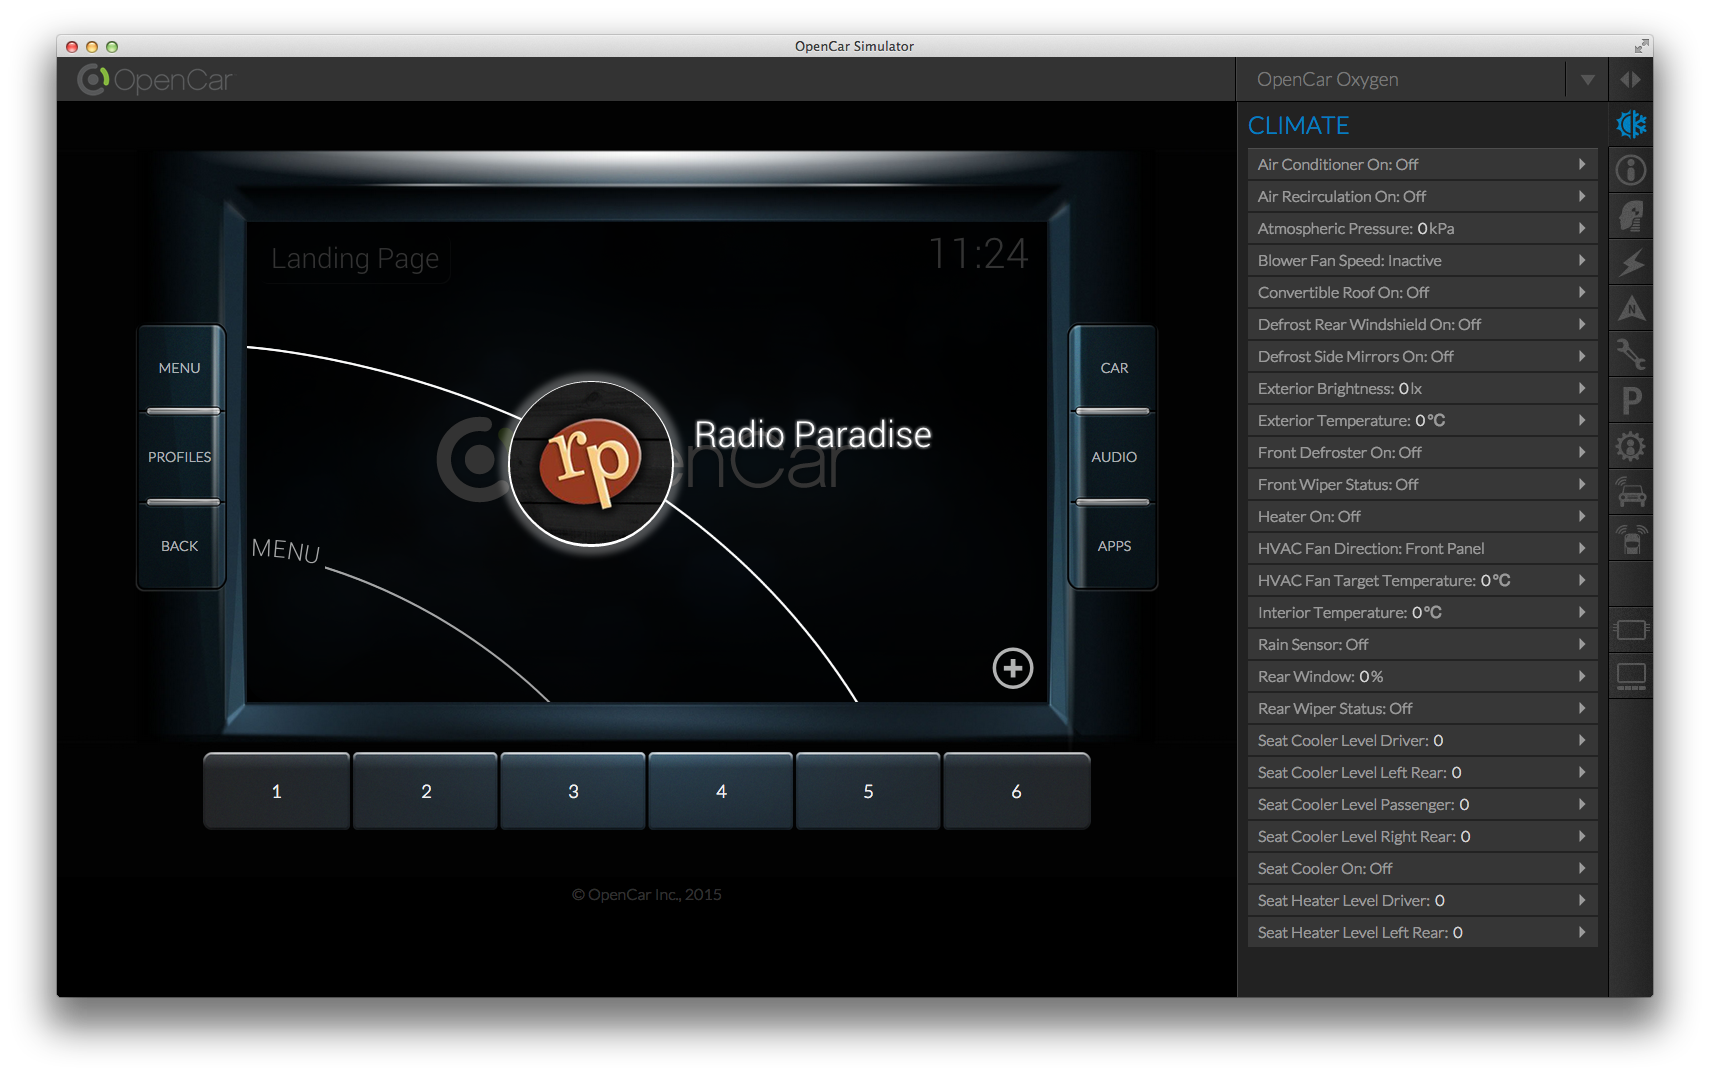 OpenCar Simulator
OpenCar
OpenCar Oxygen
CLIMATE
Air Conditioner On: Off
Air Recirculation On: Off
Atmospheric Pressure: 0 kPa
Blower Fan Speed: Inactive
Convertible Roof On: Off
Defrost Rear Windshield On: Off
Defrost Side Mirrors On: Off
Exterior Brightness: 0 lx
Exterior Temperature: 0 °C
Front Defroster On: Off
Front Wiper Status: Off
Heater On: Off
HVAC Fan Direction: Front Panel
HVAC Fan Target Temperature: 0 °C
Interior Temperature: 0 °C
Rain Sensor: Off
Rear Window: 0 %
Rear Wiper Status: Off
Seat Cooler Level Driver: 0
Seat Cooler Level Left Rear: 0
Seat Cooler Level Passenger: 0
Seat Cooler Level Right Rear: 0
Seat Cooler On: Off
Seat Heater Level Driver: 0
Seat Heater Level Left Rear: 0
N
P
Landing Page
11:24
MENU
PROFILES
BACK
CAR
AUDIO
APPS
rp
Radio Paradise
enCar
MENU
1
2
3
4
5
6
© OpenCar Inc., 2015